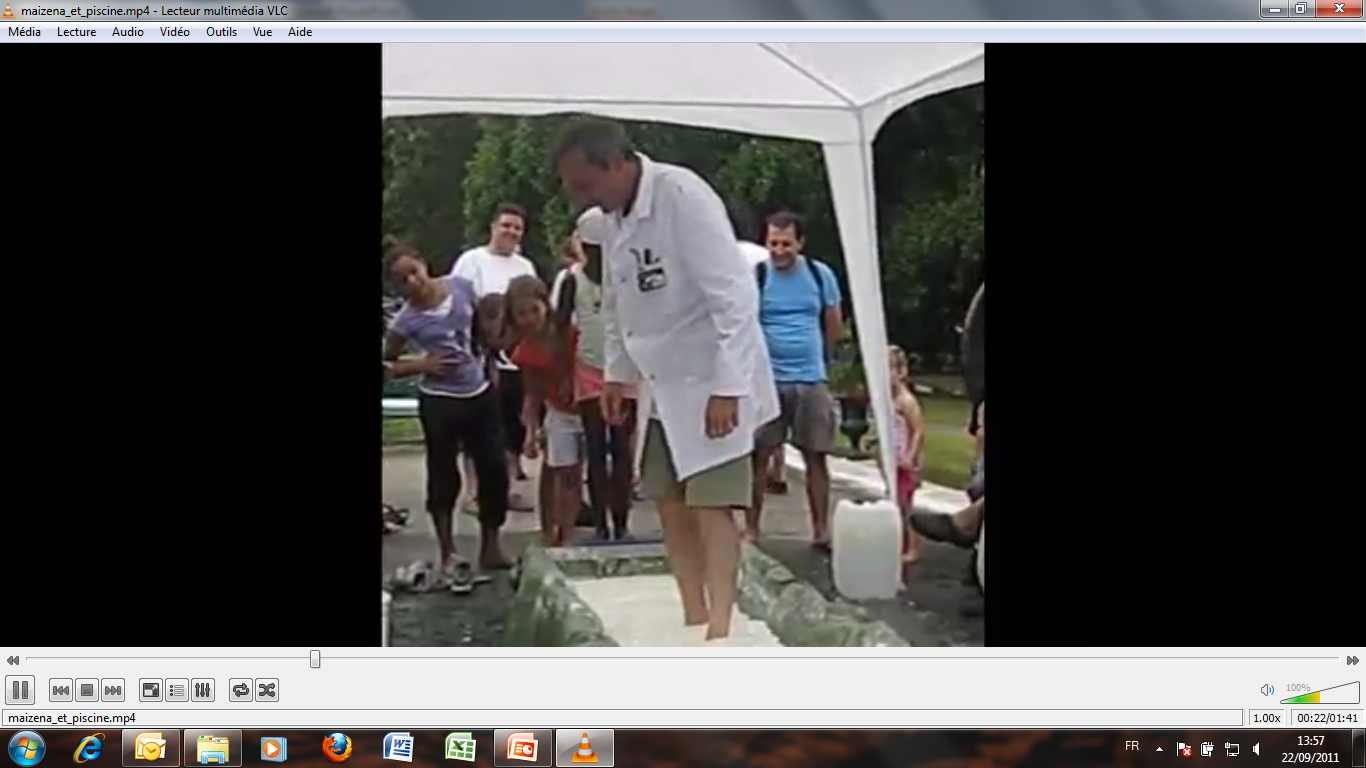 maizena_et_piscine.mp4 - Lecteur multimédia VLC
Média Lecture Audio Vidéo Outils Vue Aide
100%
maizena_et_piscine.mp4 1.00x 00:22/01:41
FR 13:57
22/09/2011